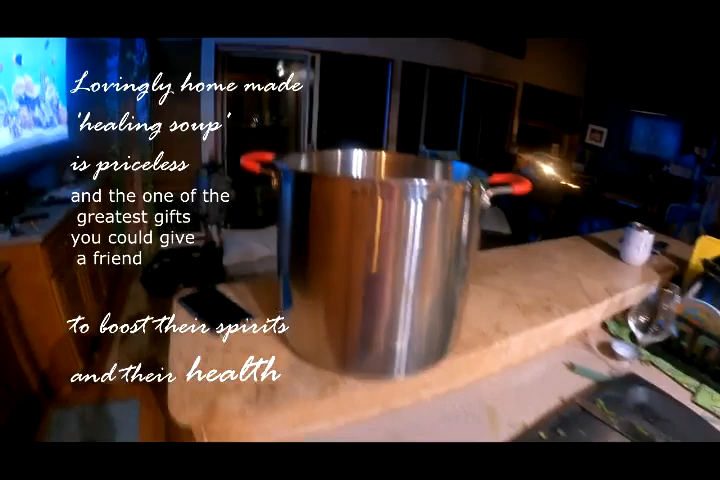 Lovingly home made
'healing soup'
is priceless
and the one of the
greatest gifts
you could give
a friend
to boost their spirits
and their health